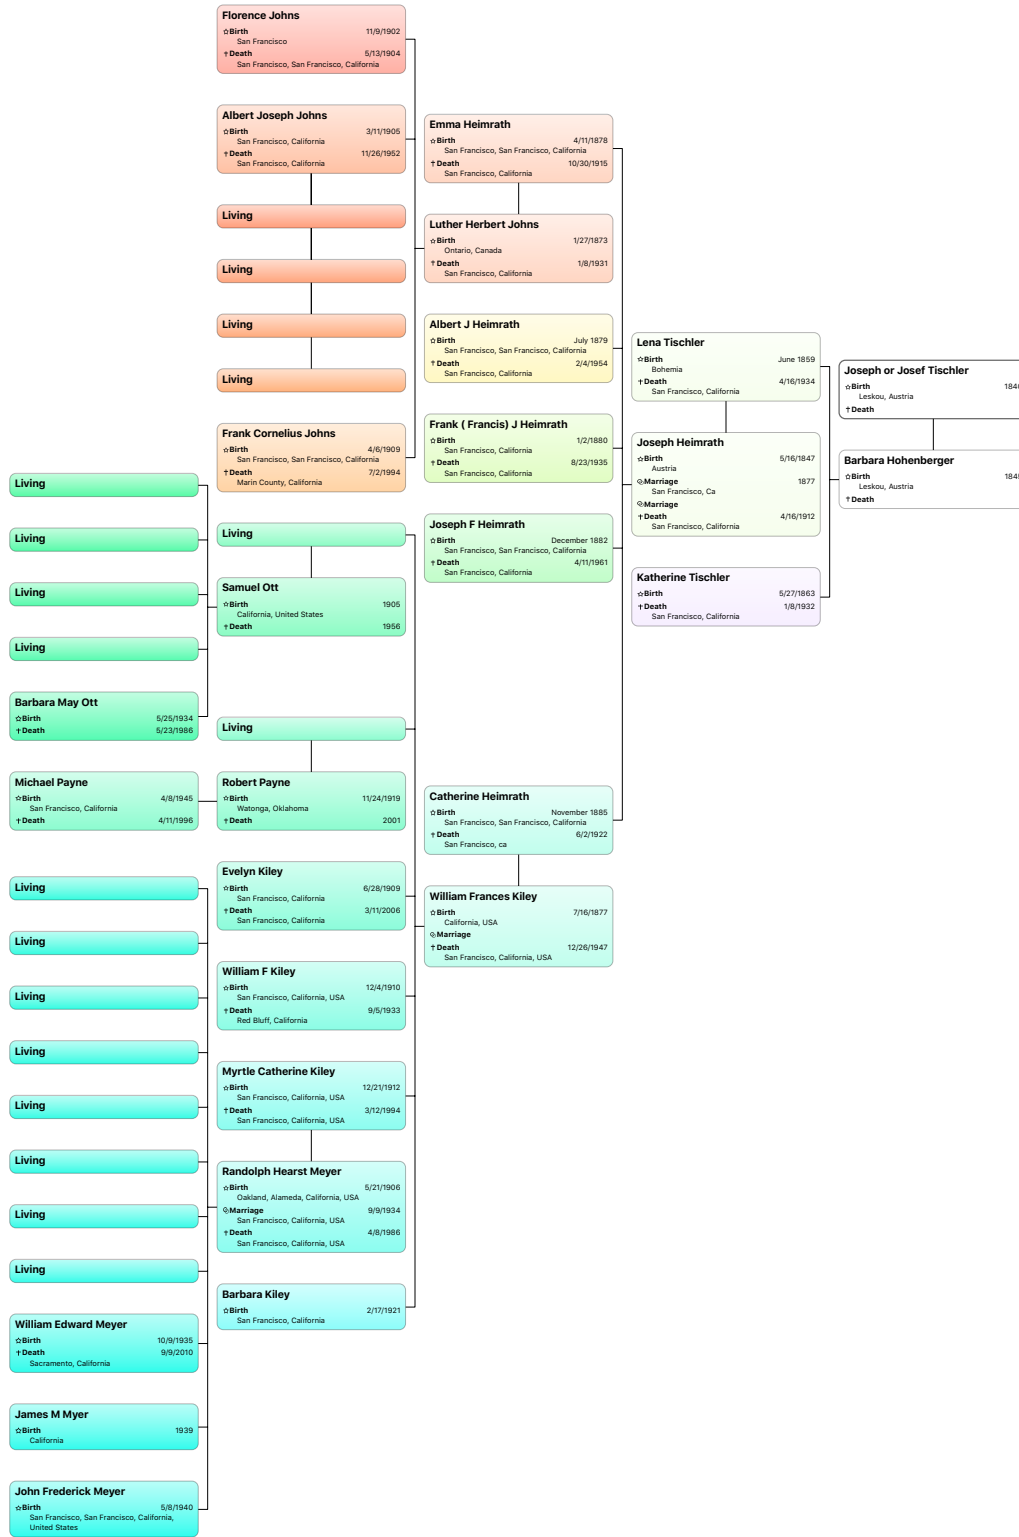 Florence Johns
☆Birth 11/9/1902
San Francisco
†Death 5/13/1904
San Francisco, San Francisco, California
Albert Joseph Johns
☆Birth 3/11/1905
San Francisco, California
†Death 11/26/1952
San Francisco, California
Living
Living
Living
Living
Frank Cornelius Johns
☆Birth 4/6/1909
San Francisco, San Francisco, California
†Death 7/2/1994
Marin County, California
Living
Samuel Ott
☆Birth 1905
California, United States
†Death 1956
Living
Robert Payne
☆Birth 11/24/1919
Watonga, Oklahoma
†Death 2001
Evelyn Kiley
☆Birth 6/28/1909
San Francisco, California
†Death 3/11/2006
San Francisco, California
William F Kiley
☆Birth 12/4/1910
San Francisco, California, USA
†Death 9/5/1933
Red Bluff, California
Myrtle Catherine Kiley
☆Birth 12/21/1912
San Francisco, California, USA
†Death 3/12/1994
San Francisco, California, USA
Randolph Hearst Meyer
☆Birth 5/21/1906
Oakland, Alameda, California, USA
Marriage 9/9/1934
San Francisco, California, USA
†Death 4/8/1986
San Francisco, California, USA
Barbara Kiley
☆Birth 2/17/1921
San Francisco, California
Living
Living
Living
Living
Barbara May Ott
☆Birth 5/25/1934
†Death 5/23/1986
Michael Payne
☆Birth 4/8/1945
San Francisco, California
†Death 4/11/1996
Living
Living
Living
Living
Living
Living
Living
Living
William Edward Meyer
☆Birth 10/9/1935
†Death 9/9/2010
Sacramento, California
James M Myer
☆Birth 1939
California
John Frederick Meyer
☆Birth 5/8/1940
San Francisco, San Francisco, California,
United States
Emma Heimrath
☆Birth 4/11/1878
San Francisco, San Francisco, California
†Death 10/30/1915
San Francisco, California
Luther Herbert Johns
☆Birth 1/27/1873
Ontario, Canada
†Death 1/8/1931
San Francisco, California
Albert J Heimrath
☆Birth July 1879
San Francisco, San Francisco, California
†Death 2/4/1954
San Francisco, California
Frank ( Francis) J Heimrath
☆Birth 1/2/1880
San Francisco, California
†Death 8/23/1935
San Francisco, California
Joseph F Heimrath
☆Birth December 1882
San Francisco, San Francisco, California
†Death 4/11/1961
San Francisco, California
Catherine Heimrath
☆Birth November 1885
San Francisco, San Francisco, California
†Death 6/2/1922
San Francisco, ca
William Frances Kiley
☆Birth 7/16/1877
California, USA
Marriage
†Death 12/26/1947
San Francisco, California, USA
Lena Tischler
☆Birth June 1859
Bohemia
†Death 4/16/1934
San Francisco, California
Joseph Heimrath
☆Birth 5/16/1847
Austria
Marriage 1877
San Francisco, Ca
Marriage
†Death 4/16/1912
San Francisco, California
Katherine Tischler
☆Birth 5/27/1863
†Death 1/8/1932
San Francisco, California
Joseph or Josef Tischler
☆Birth
Leskou, Austria
†Death
Barbara Hohenberger
☆Birth
Leskou, Austria
†Death